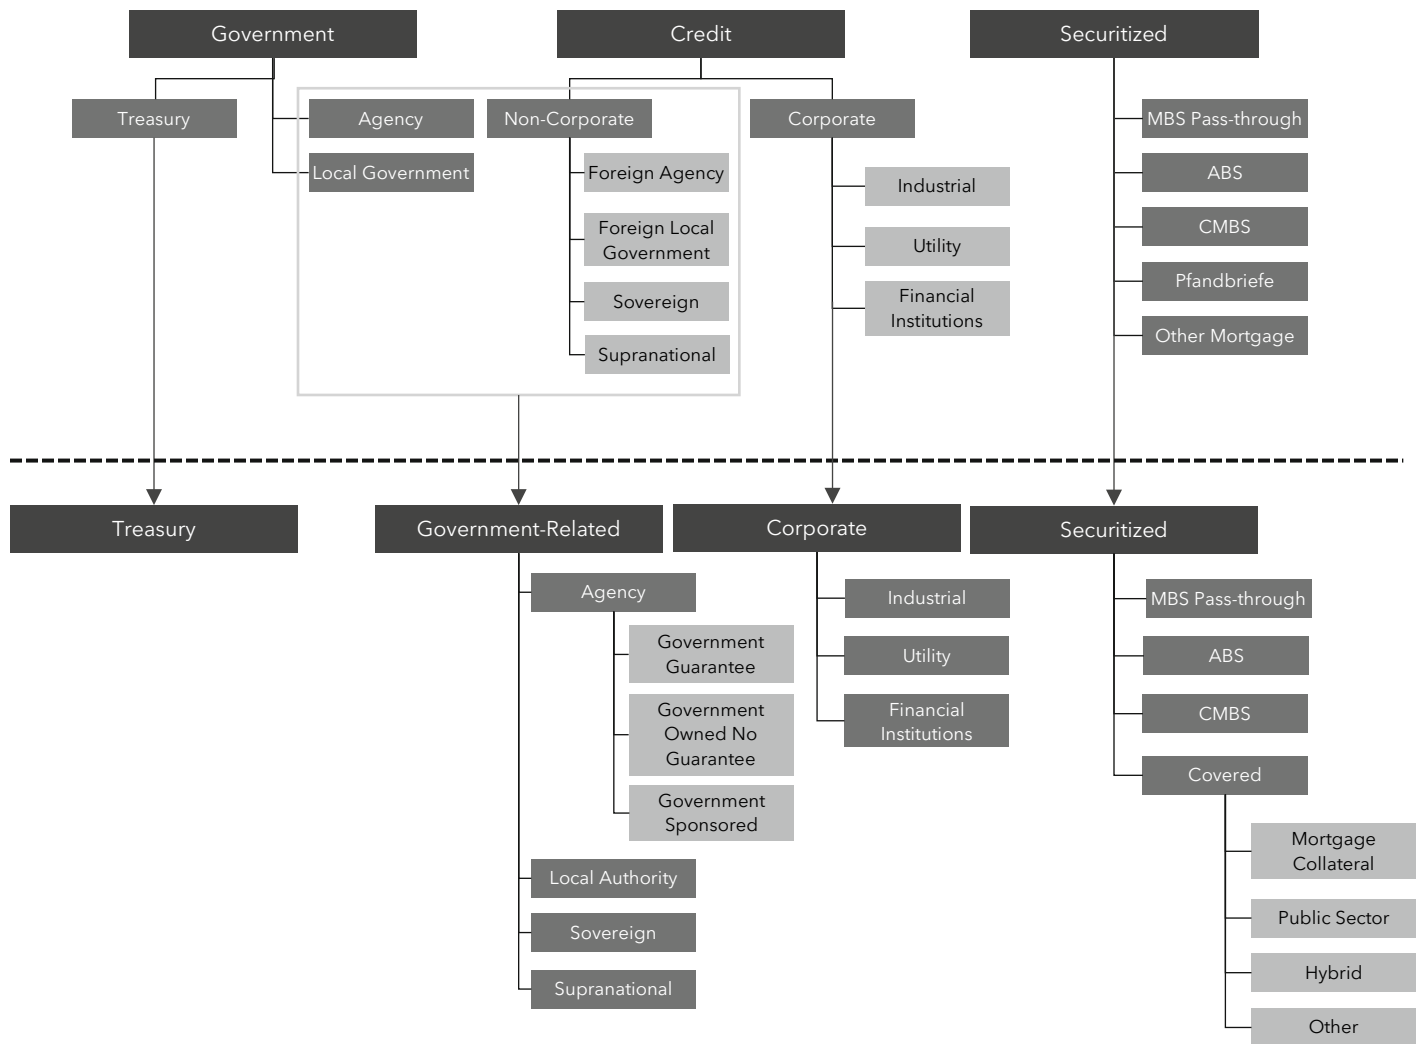 Government
Credit
Securitized
Treasury
Agency
Local Government
Non-Corporate
Foreign Agency
Foreign Local
Government
Sovereign
Supranational
Corporate
Industrial
Utility
Financial
Institutions
MBS Pass-through
ABS
CMBS
Pfandbriefe
Other Mortgage
Treasury
Government-Related
Agency
Government
Guarantee
Government
Owned No
Guarantee
Government
Sponsored
Local Authority
Sovereign
Supranational
Corporate
Industrial
Utility
Financial
Institutions
Securitized
MBS Pass-through
ABS
CMBS
Covered
Mortgage
Collateral
Public Sector
Hybrid
Other